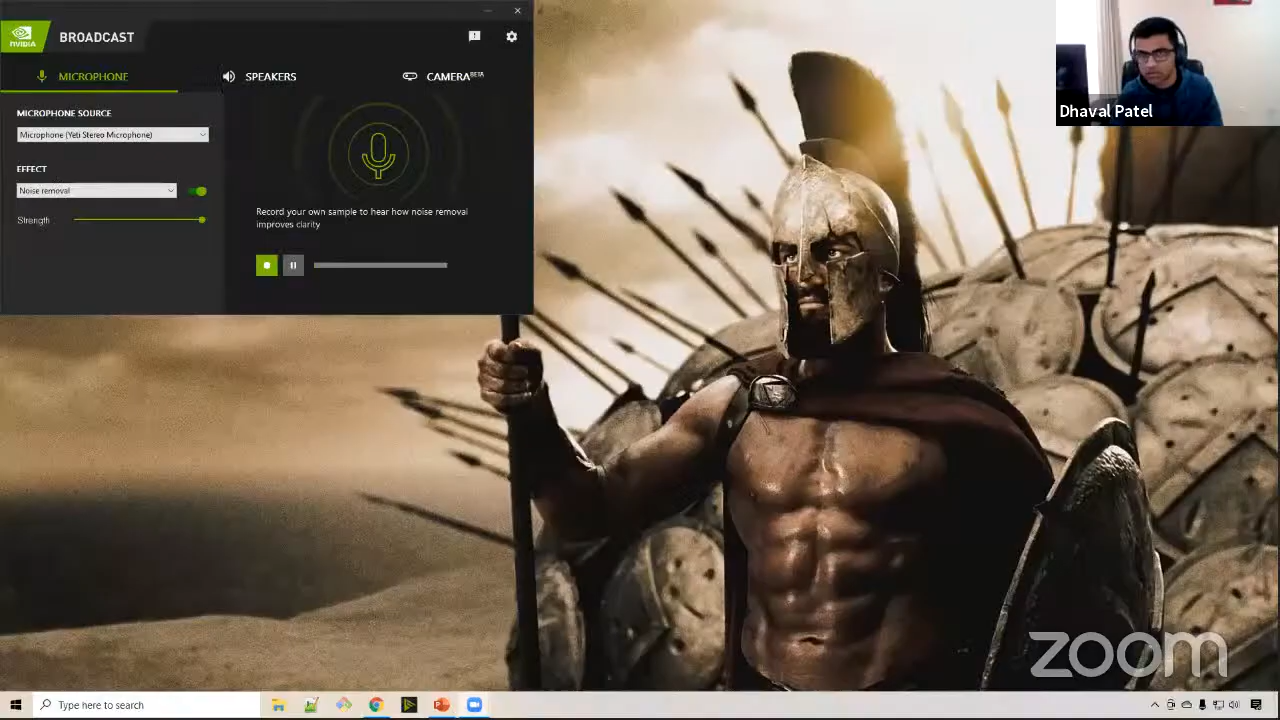 NVIDIA
BROADCAST
MICROPHONE
SPEAKERS
CAMERA BETA
MICROPHONE SOURCE
Microphone (Yeti Stereo Microphone)
EFFECT
Noise removal
Strength
Record your own sample to hear how noise removal
improves clarity
Dhaval Patel
zoom
Type here to search